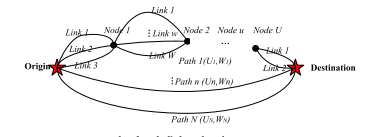 Link 1
Link 1
Node 1
Node 2
Node u
Node U
Link w
...
Link 2
Link W
Link 1
Origin
Link 3
Path 1(U₁,W₁)
Link 2
Destination
Path n (Uₙ,Wₙ)
Path N (Uₙ,Wₙ)